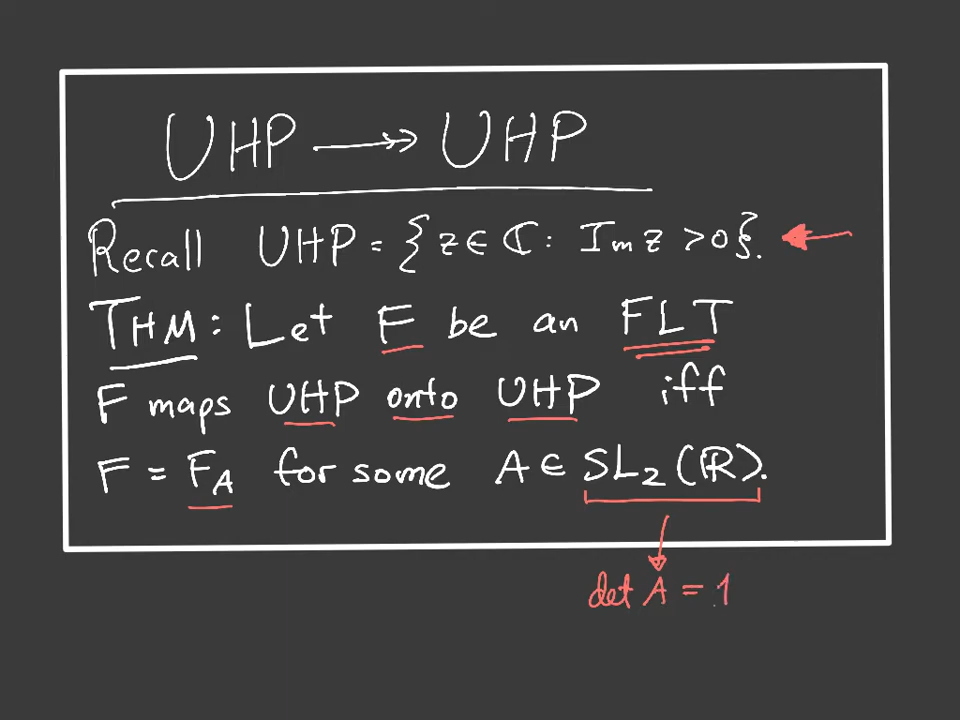 UHP ↠ UHP
Recall UHP = {z ∈ ℂ : Im z > 0}.
THM: Let F be an FLT
F maps UHP onto UHP iff
F = F_A for some A ∈ SL₂(ℝ).
det A = 1